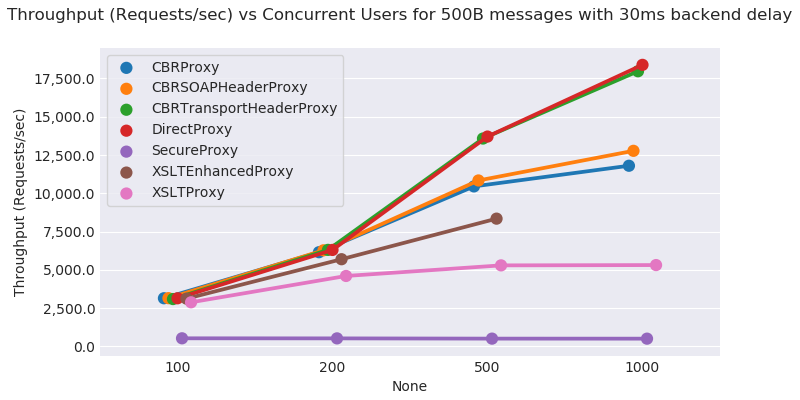 Throughput (Requests/sec) vs Concurrent Users for 500B messages with 30ms backend delay
CBRProxy
CBRSOAPHeaderProxy
CBRTransportHeaderProxy
DirectProxy
SecureProxy
XSLTEnhancedProxy
XSLTProxy
Throughput (Requests/sec)
17,500.0
15,000.0
12,500.0
10,000.0
7,500.0
5,000.0
2,500.0
0.0
100 200 500 1000
None